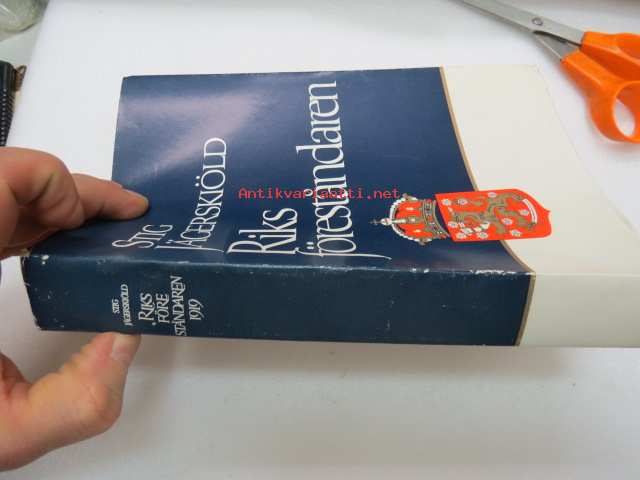 STIG
JÄGERSKIÖLD
Riks
föreståndaren
Antikvariaatti.net
STIG
JÄGERSKIÖLD
RIKS
FÖRE
STÅNDAREN
1919